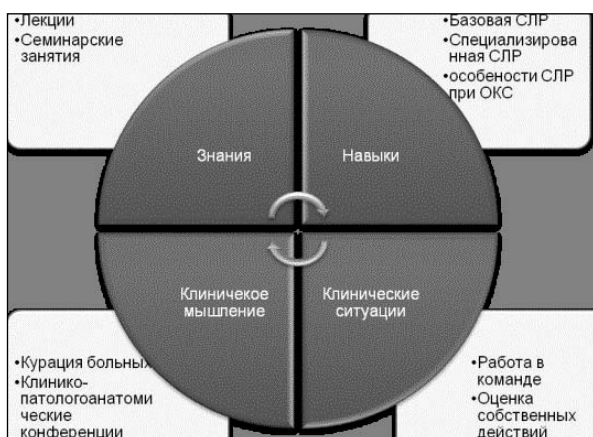 •Лекции
•Семинарские
занятия
•Базовая СЛР
•Специализирова
нная СЛР
•особености СЛР
при ОКС
Знания
Навыки
Клиничекое
мышление
Клинические
ситуации
•Курация больных
•Клинико-
патологоанатоми
ческие
конференции
•Работа в
команде
•Оценка
собственных
действий